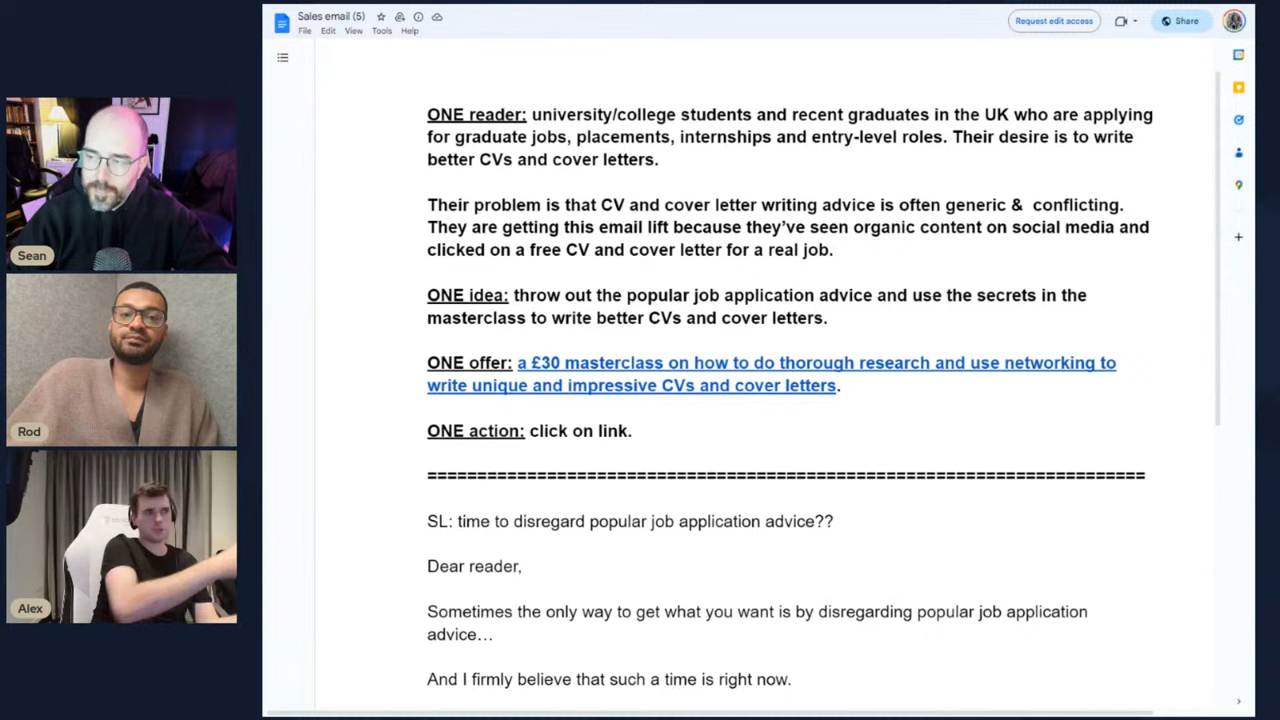 Sales email (5)
File Edit View Tools Help
Request edit access
Share
ONE reader: university/college students and recent graduates in the UK who are applying
for graduate jobs, placements, internships and entry-level roles. Their desire is to write
better CVs and cover letters.
Their problem is that CV and cover letter writing advice is often generic & conflicting.
They are getting this email lift because they’ve seen organic content on social media and
clicked on a free CV and cover letter for a real job.
ONE idea: throw out the popular job application advice and use the secrets in the
masterclass to write better CVs and cover letters.
ONE offer: a £30 masterclass on how to do thorough research and use networking to
write unique and impressive CVs and cover letters.
ONE action: click on link.
========================================================================
SL: time to disregard popular job application advice??
Dear reader,
Sometimes the only way to get what you want is by disregarding popular job application
advice…
And I firmly believe that such a time is right now.
Sean
Rod
Alex